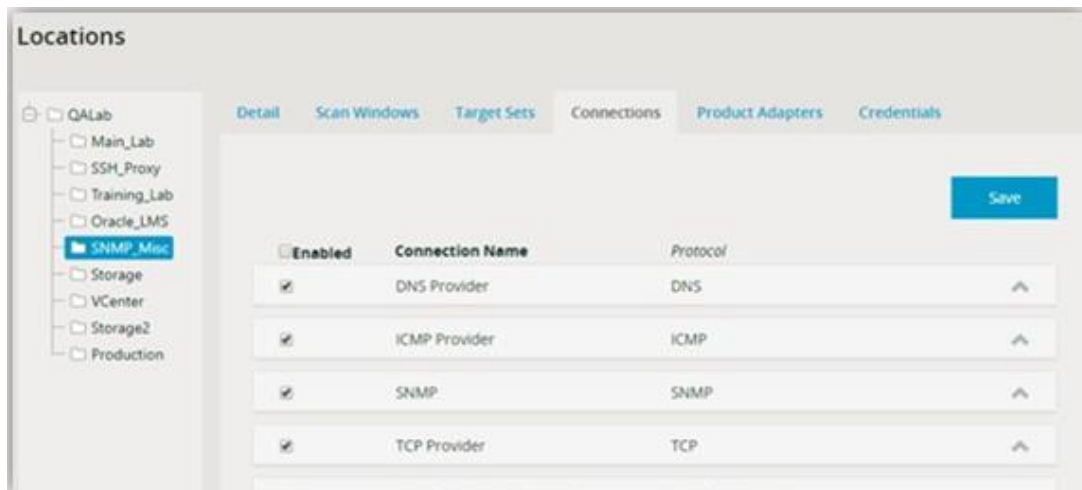 Locations
QALab
Main_Lab
SSH_Proxy
Training_Lab
Oracle_LMS
SNMP_Misc
Storage
VCenter
Storage2
Production
Detail Scan Windows Target Sets Connections Product Adapters Credentials
Save
Enabled Connection Name Protocol
DNS Provider DNS
ICMP Provider ICMP
SNMP SNMP
TCP Provider TCP